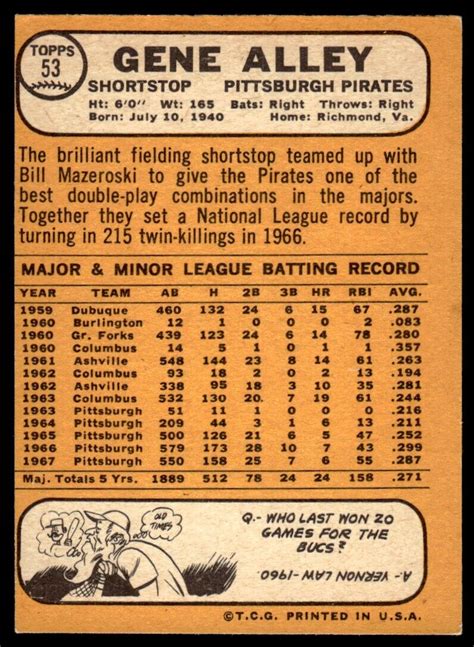 TOPPS
53
GENE ALLEY
SHORTSTOP PITTSBURGH PIRATES
Ht: 6'0" Wt: 165 Bats: Right Throws: Right
Born: July 10, 1940 Home: Richmond, Va.
The brilliant fielding shortstop teamed up with
Bill Mazeroski to give the Pirates one of the
best double-play combinations in the majors.
Together they set a National League record by
turning in 215 twin-killings in 1966.
MAJOR & MINOR LEAGUE BATTING RECORD
YEAR TEAM AB H 2B 3B HR RBI AVG.
1959 Dubuque 460 132 24 6 15 67 .287
1960 Burlington 12 1 0 0 0 2 .083
1960 Gr. Forks 439 123 24 6 14 78 .280
1960 Columbus 14 5 1 0 0 1 .357
1961 Ashville 548 144 23 8 14 61 .263
1962 Columbus 93 18 2 0 1 10 .194
1962 Ashville 338 95 18 3 10 35 .281
1963 Columbus 532 130 20 7 19 61 .244
1963 Pittsburgh 51 11 1 0 0 0 .216
1964 Pittsburgh 209 44 3 1 6 13 .211
1965 Pittsburgh 500 126 21 6 5 47 .252
1966 Pittsburgh 579 173 28 10 7 43 .299
1967 Pittsburgh 550 158 25 7 6 55 .287
Maj. Totals 5 Yrs. 1889 512 78 24 24 158 .271
OLD TIMES
Q.- WHO LAST WON 20
GAMES FOR THE
BUCS?
A.- VERNON LAW-1960
©T.C.G. PRINTED IN U.S.A.